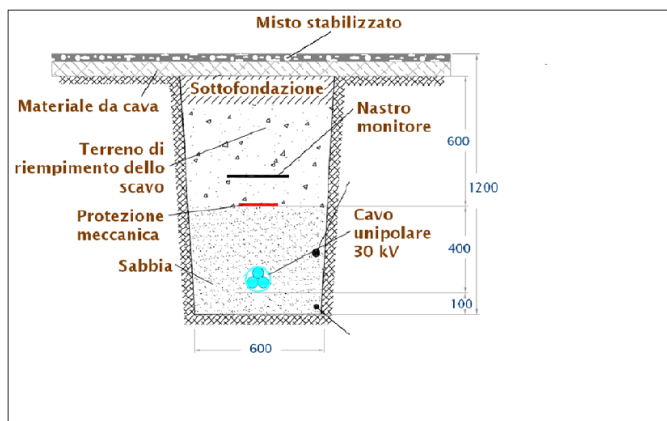 Misto stabilizzato
Sottofondazione
Materiale da cava
Nastro
monitore
Terreno di
riempimento dello
scavo
600
1200
Protezione
meccanica
Cavo
unipolare
30 kV
400
Sabbia
100
600